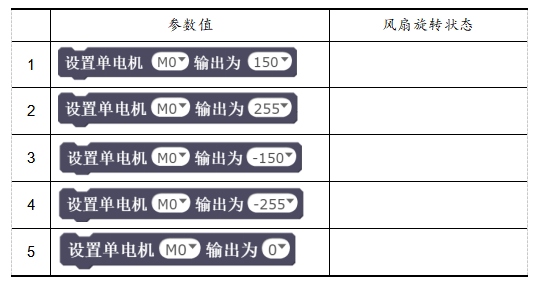 参数值 风扇旋转状态
1 设置单电机 M0 输出为 150
2 设置单电机 M0 输出为 255
3 设置单电机 M0 输出为 -150
4 设置单电机 M0 输出为 -255
5 设置单电机 M0 输出为 0